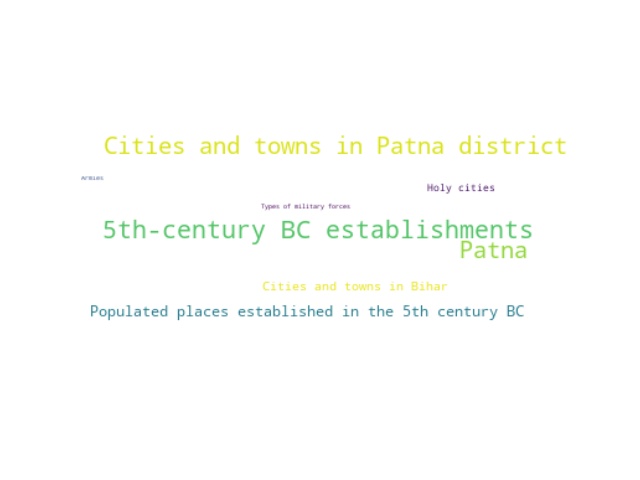 Cities and towns in Patna district
Armies
Holy cities
Types of military forces
5th-century BC establishments
Patna
Cities and towns in Bihar
Populated places established in the 5th century BC